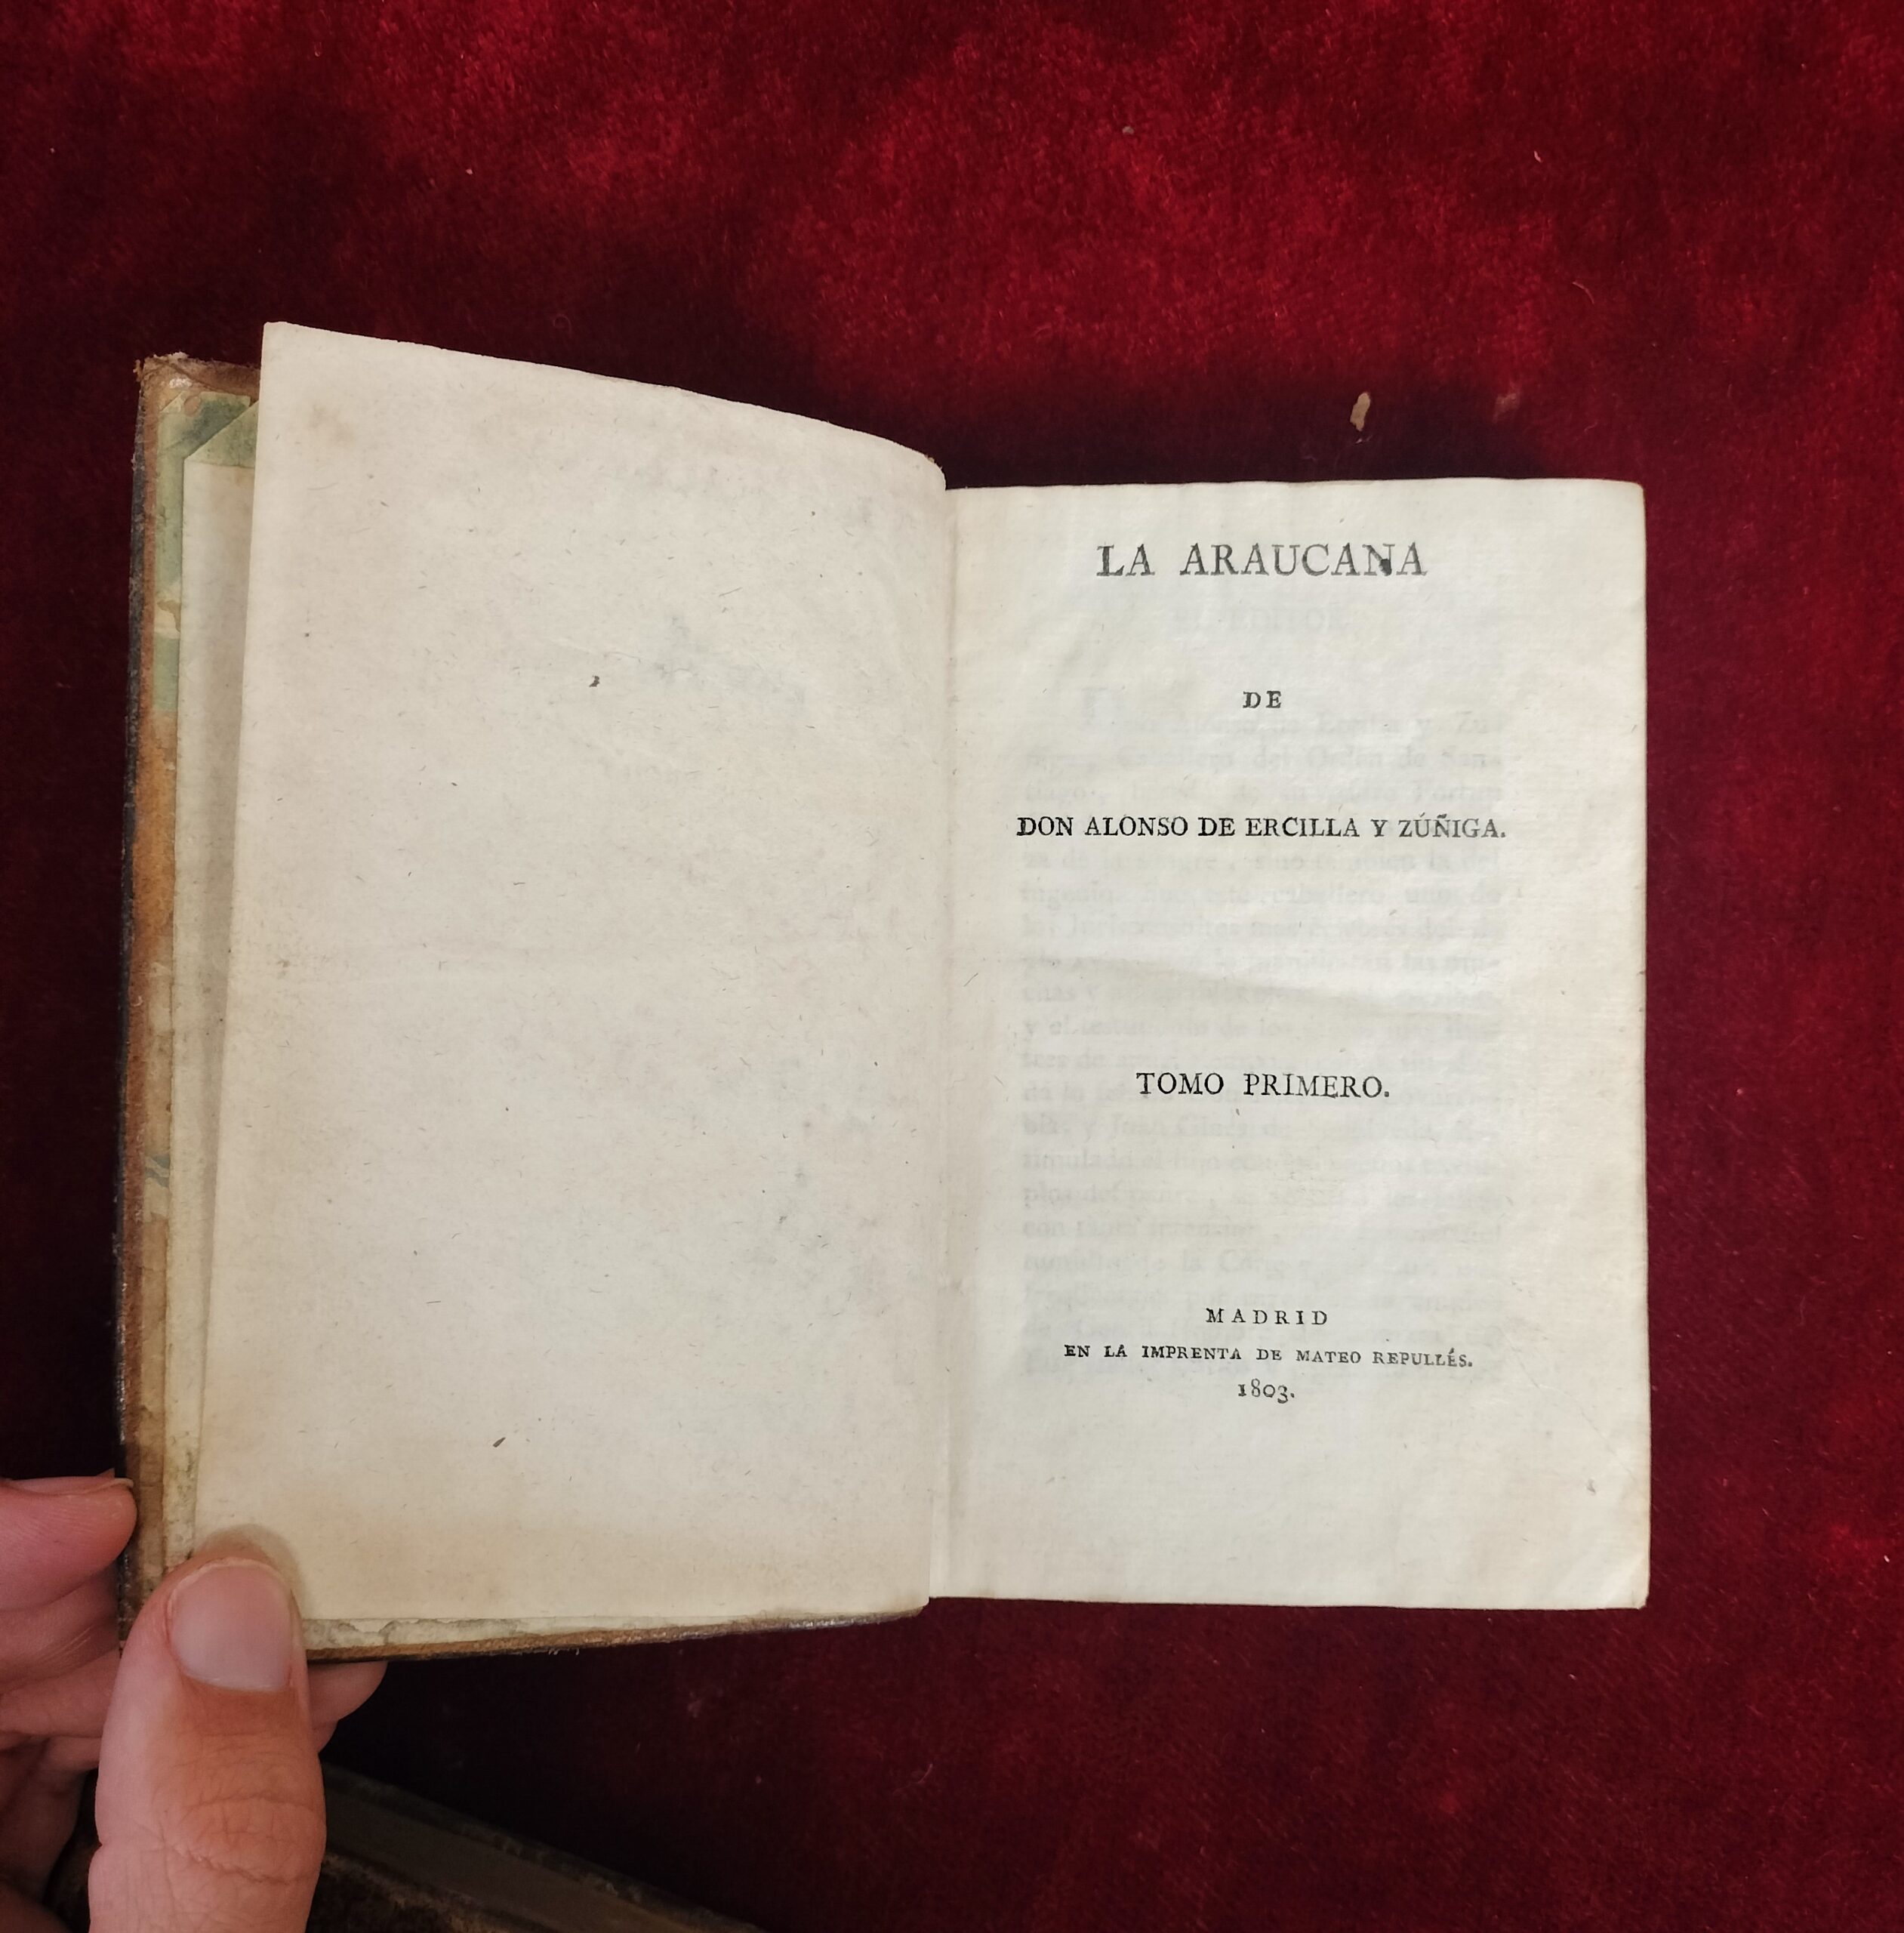 LA ARAUCANA
DE
DON ALONSO DE ERCILLA Y ZÚÑIGA.
TOMO PRIMERO.
MADRID
EN LA IMPRENTA DE MATEO REPULLÉS.
1803.